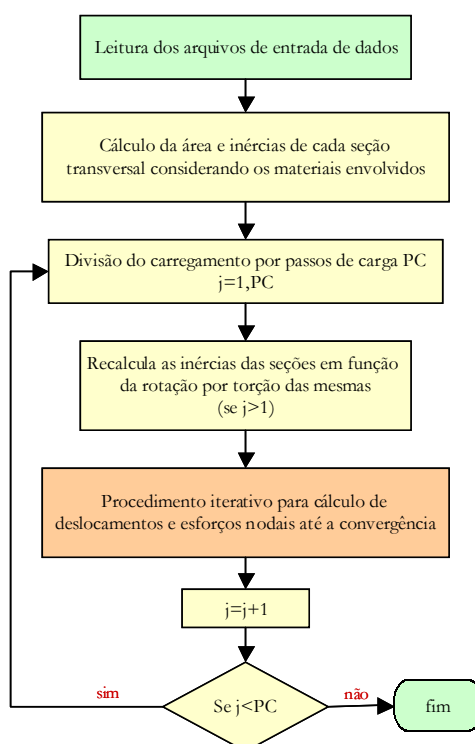 Leitura dos arquivos de entrada de dados
Cálculo da área e inércias de cada seção
transversal considerando os materiais envolvidos
Divisão do carregamento por passos de carga PC
j=1,PC
Recalcula as inércias das seções em função
da rotação por torção das mesmas
(se j>1)
Procedimento iterativo para cálculo de
deslocamentos e esforços nodais até a convergência
j=j+1
sim
Se j<PC
não
fim